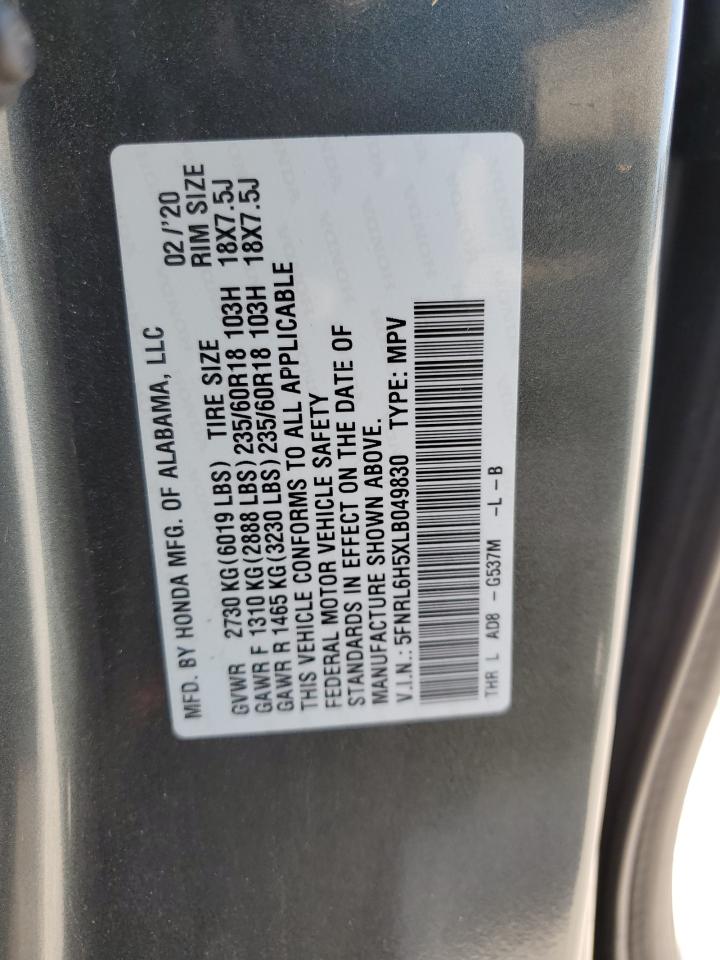 MFD. BY HONDA MFG. OF ALABAMA, LLC 02/'20
GVWR 2730 KG(6019 LBS) TIRE SIZE RIM SIZE
GAWR F 1310 KG(2888 LBS)235/60R18 103H 18X7.5J
GAWR R 1465 KG(3230 LBS)235/60R18 103H 18X7.5J
THIS VEHICLE CONFORMS TO ALL APPLICABLE
FEDERAL MOTOR VEHICLE SAFETY
STANDARDS IN EFFECT ON THE DATE OF
MANUFACTURE SHOWN ABOVE.
V.I.N.: 5FNRL6H5XLB049830 TYPE: MPV
THR L AD8 -G537M -L-B